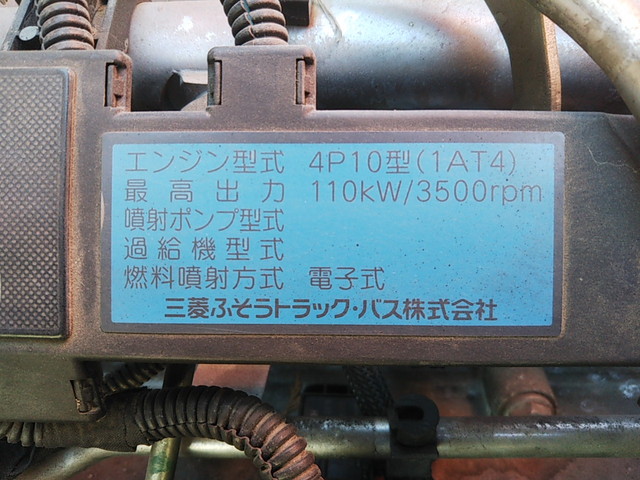 エンジン型式 4P10型(1AT4)
最高出力 110kW/3500rpm
噴射ポンプ型式
過給機型式
燃料噴射方式 電子式
三菱ふそうトラック・バス株式会社